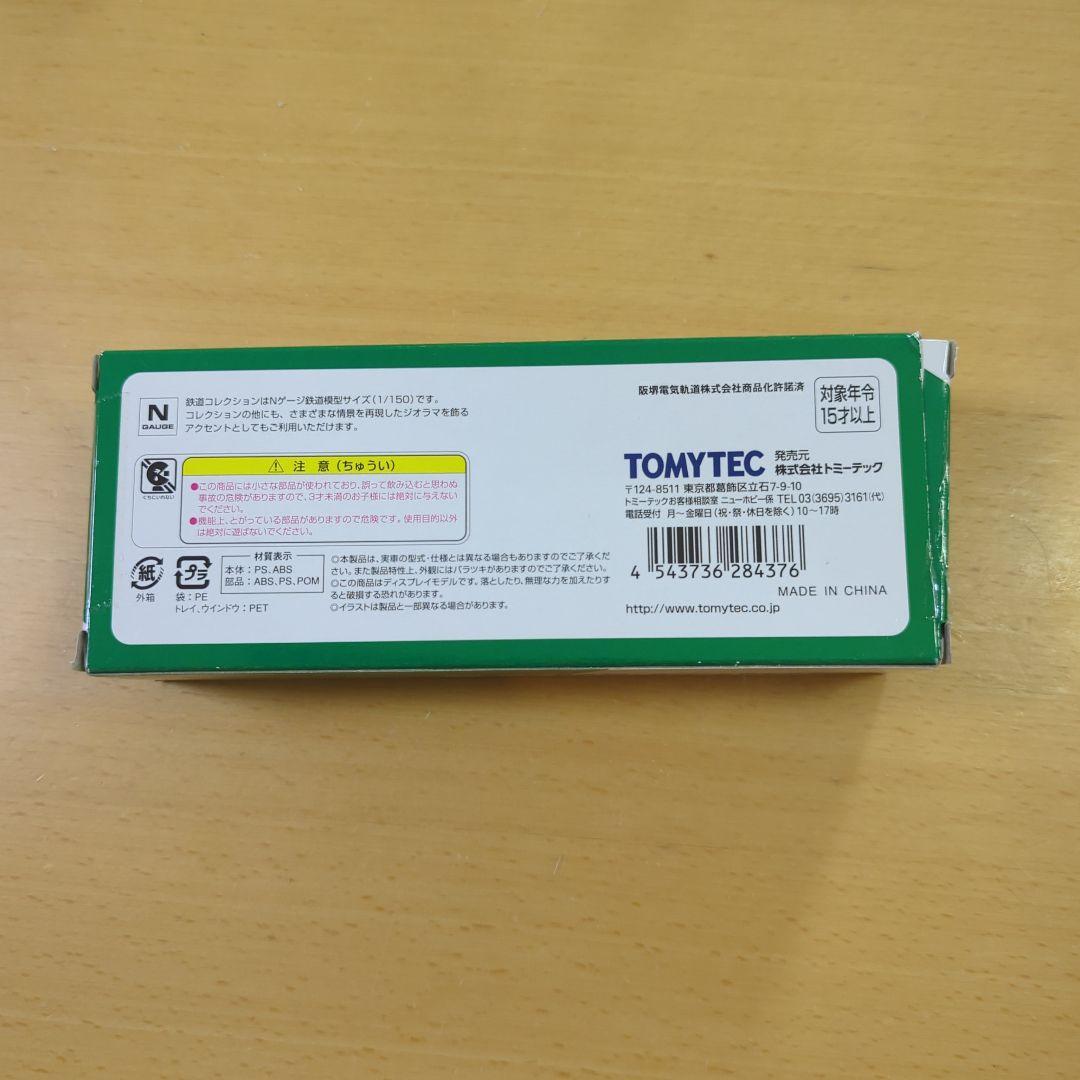 N
GAUGE
鉄道コレクションはNゲージ鉄道模型サイズ(1/150)です。
コレクションの他にも、さまざまな情景を再現したジオラマを飾る
アクセントとしてもご利用いただけます。
くちにいれない
⚠ 注 意 (ちゅうい)
●この商品には小さな部品が使われており、誤って飲み込むと思わぬ
事故の危険がありますので、3才未満のお子様には絶対に与えない
でください。
●機能上、とがっている部品がありますので危険です。使用目的以外
は絶対に遊ばないでください。
紙
外箱
プラ
袋:PE
トレイ、ウインドウ:PET
材質表示
本体:PS、ABS
部品:ABS、PS、POM
◎本製品は、実車の型式・仕様とは異なる場合もありますのでご了承くだ
さい。また製品特性上、外観にはバラツキがありますのでご了承ください。
◎この商品はディスプレイモデルです。落としたり、無理な力を加えたりす
ると破損する恐れがあります。
◎イラストは製品と一部異なる場合があります。
阪堺電気軌道株式会社商品化許諾済
対象年令
15才以上
TOMYTEC 発売元
株式会社トミーテック
〒124-8511 東京都葛飾区立石7-9-10
トミーテックお客様相談室 ニューホビー係 TEL 03(3695)3161(代)
電話受付 月～金曜日(祝・祭・休日を除く)10～17時
4 543736 284376
MADE IN CHINA
http://www.tomytec.co.jp